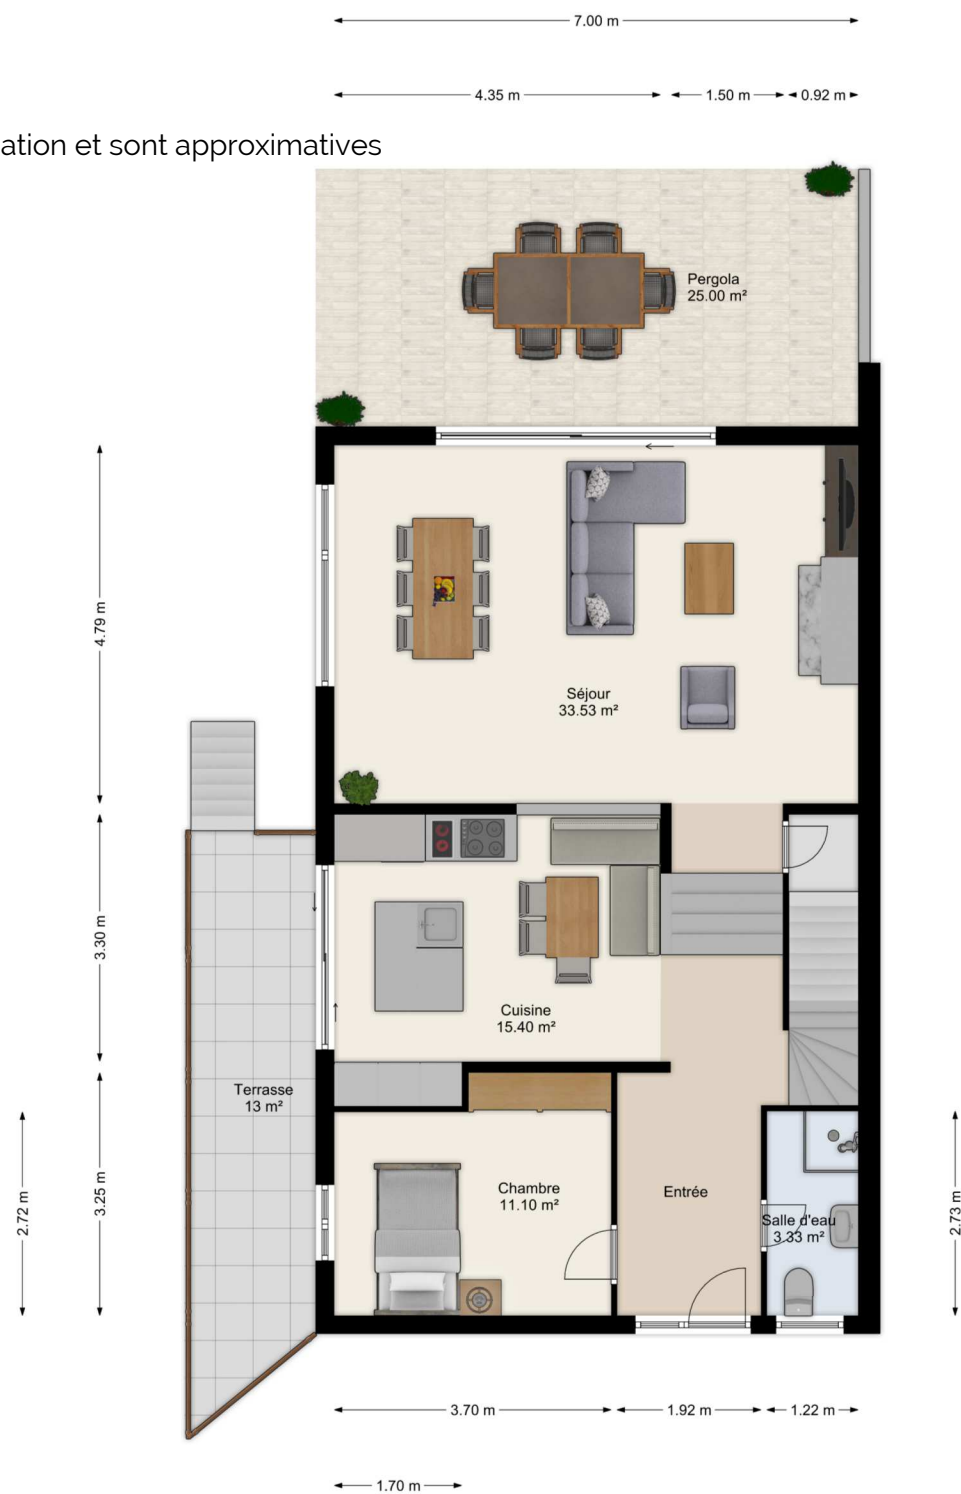 7.00 m
4.35 m
1.50 m
0.92 m
ation et sont approximatives
Pergola
25.00 m²
4.79 m
Séjour
33.53 m²
3.30 m
Cuisine
15.40 m²
Terrasse
13 m²
2.72 m
3.25 m
Chambre
11.10 m²
Entrée
Salle d'eau
3.33 m²
2.73 m
3.70 m
1.92 m
1.22 m
1.70 m